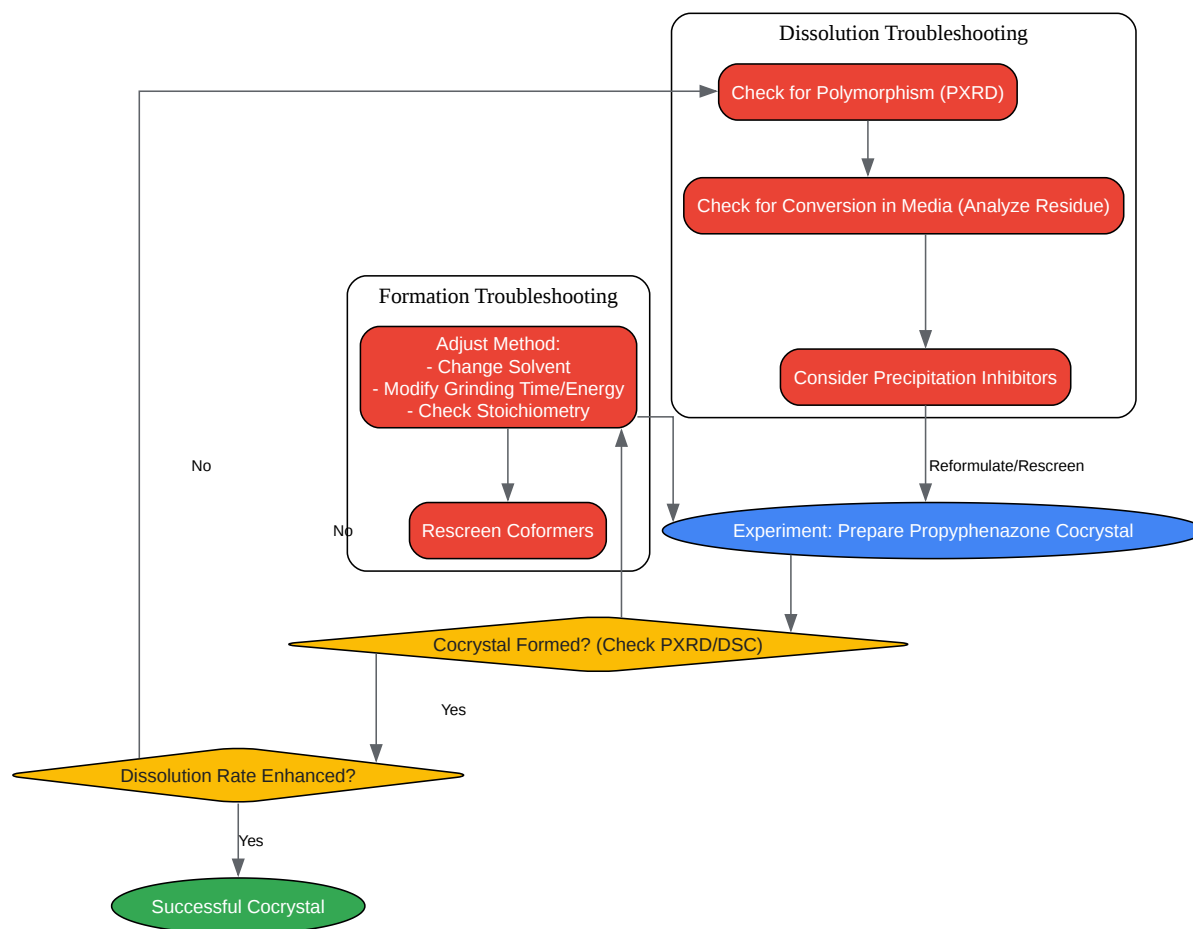 Dissolution Troubleshooting
Check for Polymorphism (PXRD)
Check for Conversion in Media (Analyze Residue)
Formation Troubleshooting
Adjust Method:
- Change Solvent
- Modify Grinding Time/Energy
- Check Stoichiometry
Consider Precipitation Inhibitors
No
Reformulate/Rescreen
Rescreen Coformers
No
Experiment: Prepare Propyphenazone Cocrystal
Cocrystal Formed? (Check PXRD/DSC)
Yes
Dissolution Rate Enhanced?
Yes
Successful Cocrystal